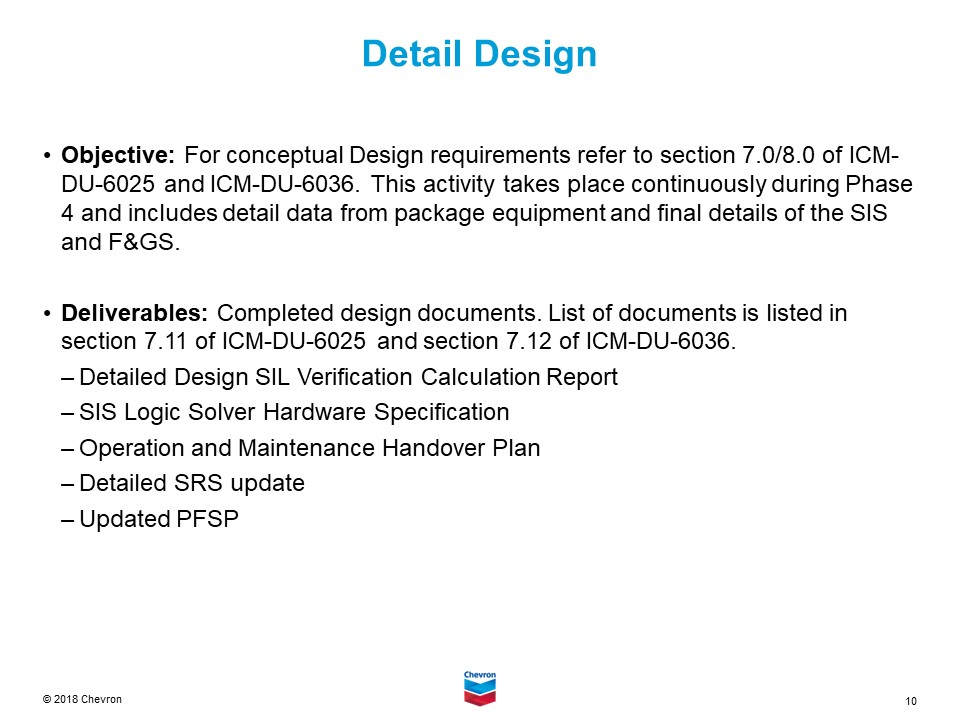 Detail Design
• Objective: For conceptual Design requirements refer to section 7.0/8.0 of ICM-
DU-6025 and ICM-DU-6036. This activity takes place continuously during Phase
4 and includes detail data from package equipment and final details of the SIS
and F&GS.
• Deliverables: Completed design documents. List of documents is listed in
section 7.11 of ICM-DU-6025 and section 7.12 of ICM-DU-6036.
– Detailed Design SIL Verification Calculation Report
– SIS Logic Solver Hardware Specification
– Operation and Maintenance Handover Plan
– Detailed SRS update
– Updated PFSP
© 2018 Chevron
Chevron
10